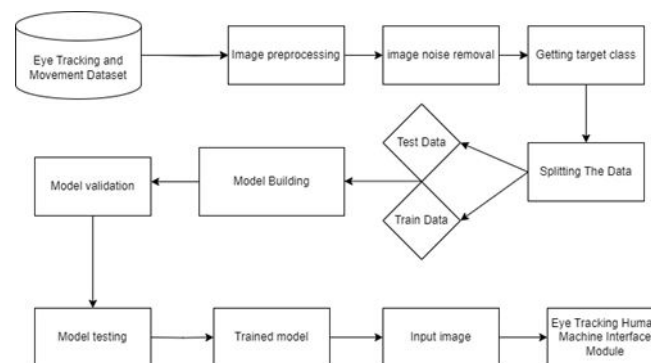 Eye Tracking and
Movement Dataset
Image preprocessing
image noise removal
Getting target class
Splitting The Data
Test Data
Train Data
Model Building
Model validation
Model testing
Trained model
Input image
Eye Tracking Human
Machine Interface
Module